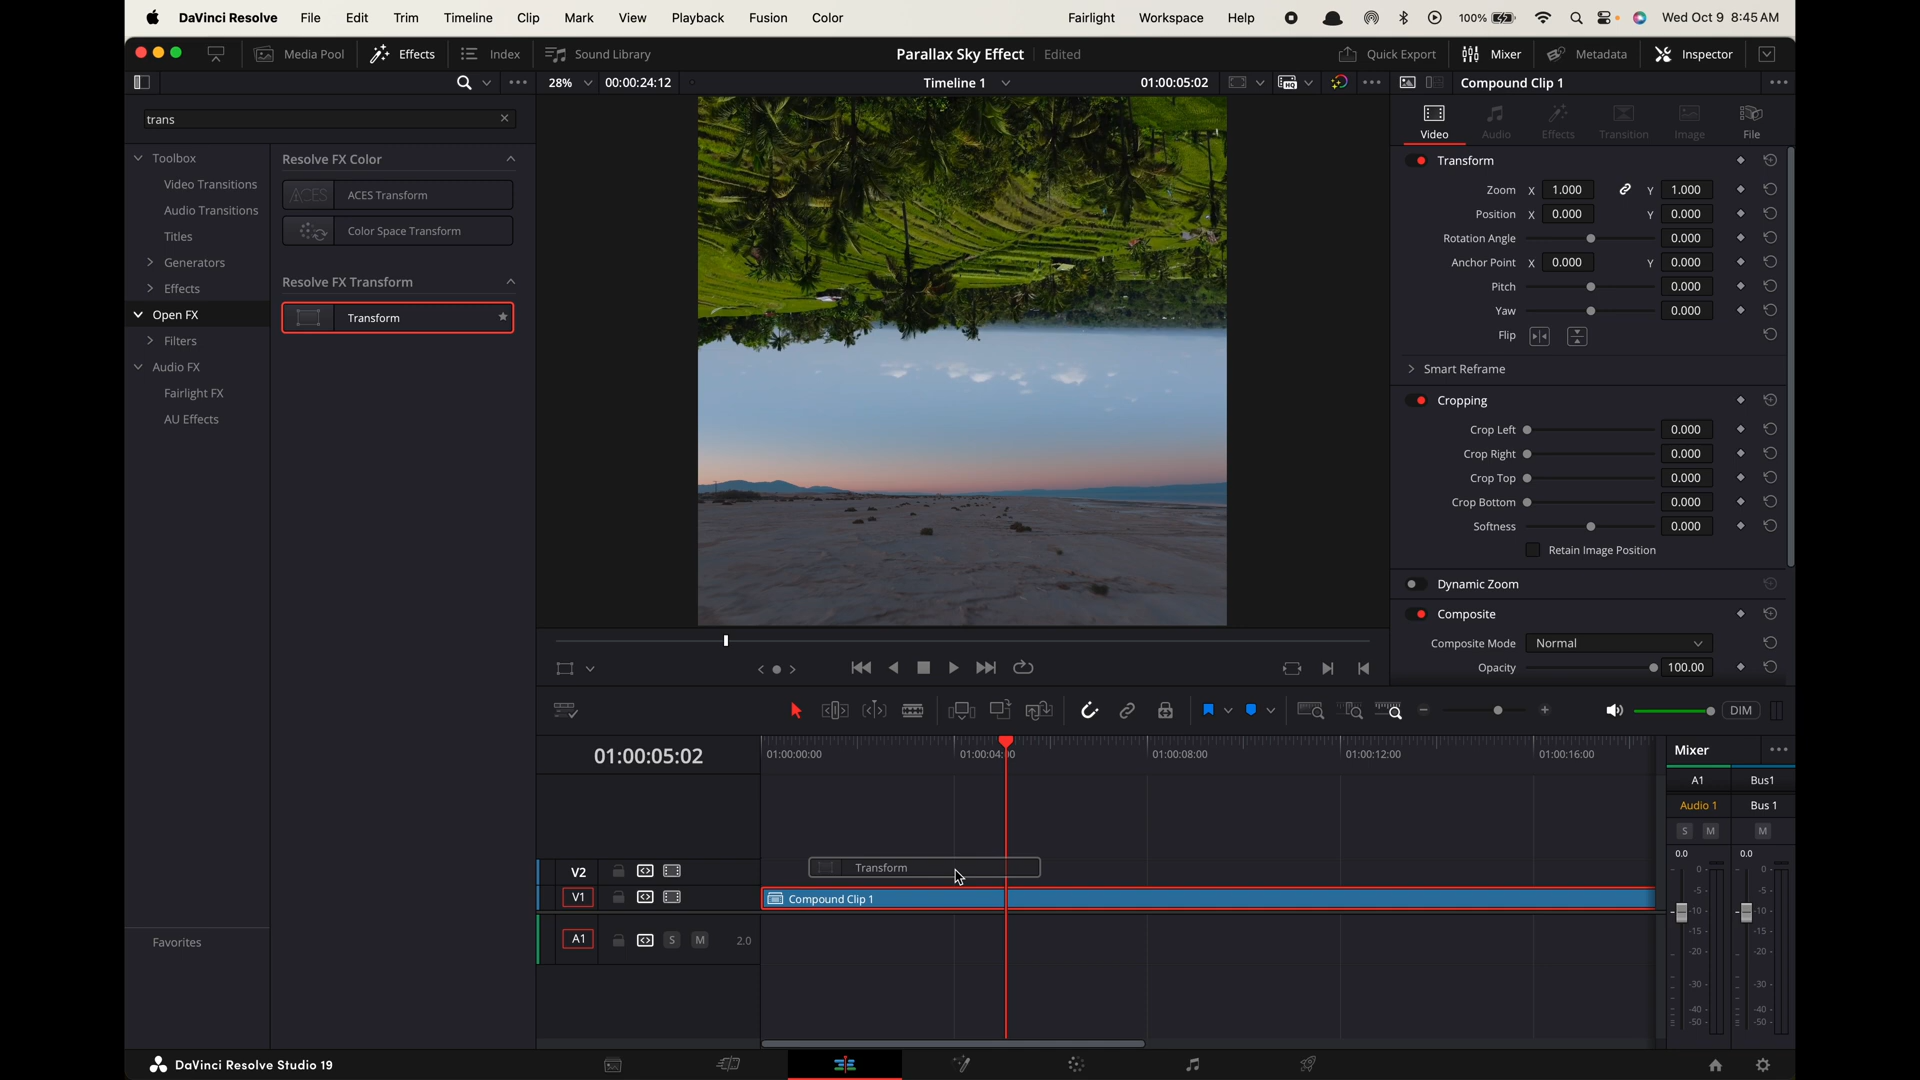 DaVinci Resolve File Edit Trim Timeline Clip Mark View Playback Fusion Color Fairlight Workspace Help 100% Wed Oct 9 8:45 AM
Media Pool Effects Index Sound Library Parallax Sky Effect Edited Quick Export Mixer Metadata Inspector
28% 00:00:24:12 Timeline 1 01:00:05:02 HQ Compound Clip 1
trans
Video Audio Effects Transition Image File
Toolbox
Video Transitions
Audio Transitions
Titles
Generators
Effects
Open FX
Filters
Audio FX
Fairlight FX
AU Effects
Favorites
Resolve FX Color
ACES ACES Transform
Color Space Transform
Resolve FX Transform
Transform
Transform
Zoom X 1.000 Y 1.000
Position X 0.000 Y 0.000
Rotation Angle 0.000
Anchor Point X 0.000 Y 0.000
Pitch 0.000
Yaw 0.000
Flip
Smart Reframe
Cropping
Crop Left 0.000
Crop Right 0.000
Crop Top 0.000
Crop Bottom 0.000
Softness 0.000
Retain Image Position
Dynamic Zoom
Composite
Composite Mode Normal
Opacity 100.00
DIM
01:00:05:02 01:00:00:00 01:00:04:00 01:00:08:00 01:00:12:00 01:00:16:00
V2 Transform
V1 Compound Clip 1
A1 S M 2.0
Mixer
A1 Bus1
Audio 1 Bus 1
S M M
0.0 0.0
0 0
-5 -5
-10 -10
-15 -15
-20 -20
-30 -30
-40 -40
-50 -50
DaVinci Resolve Studio 19